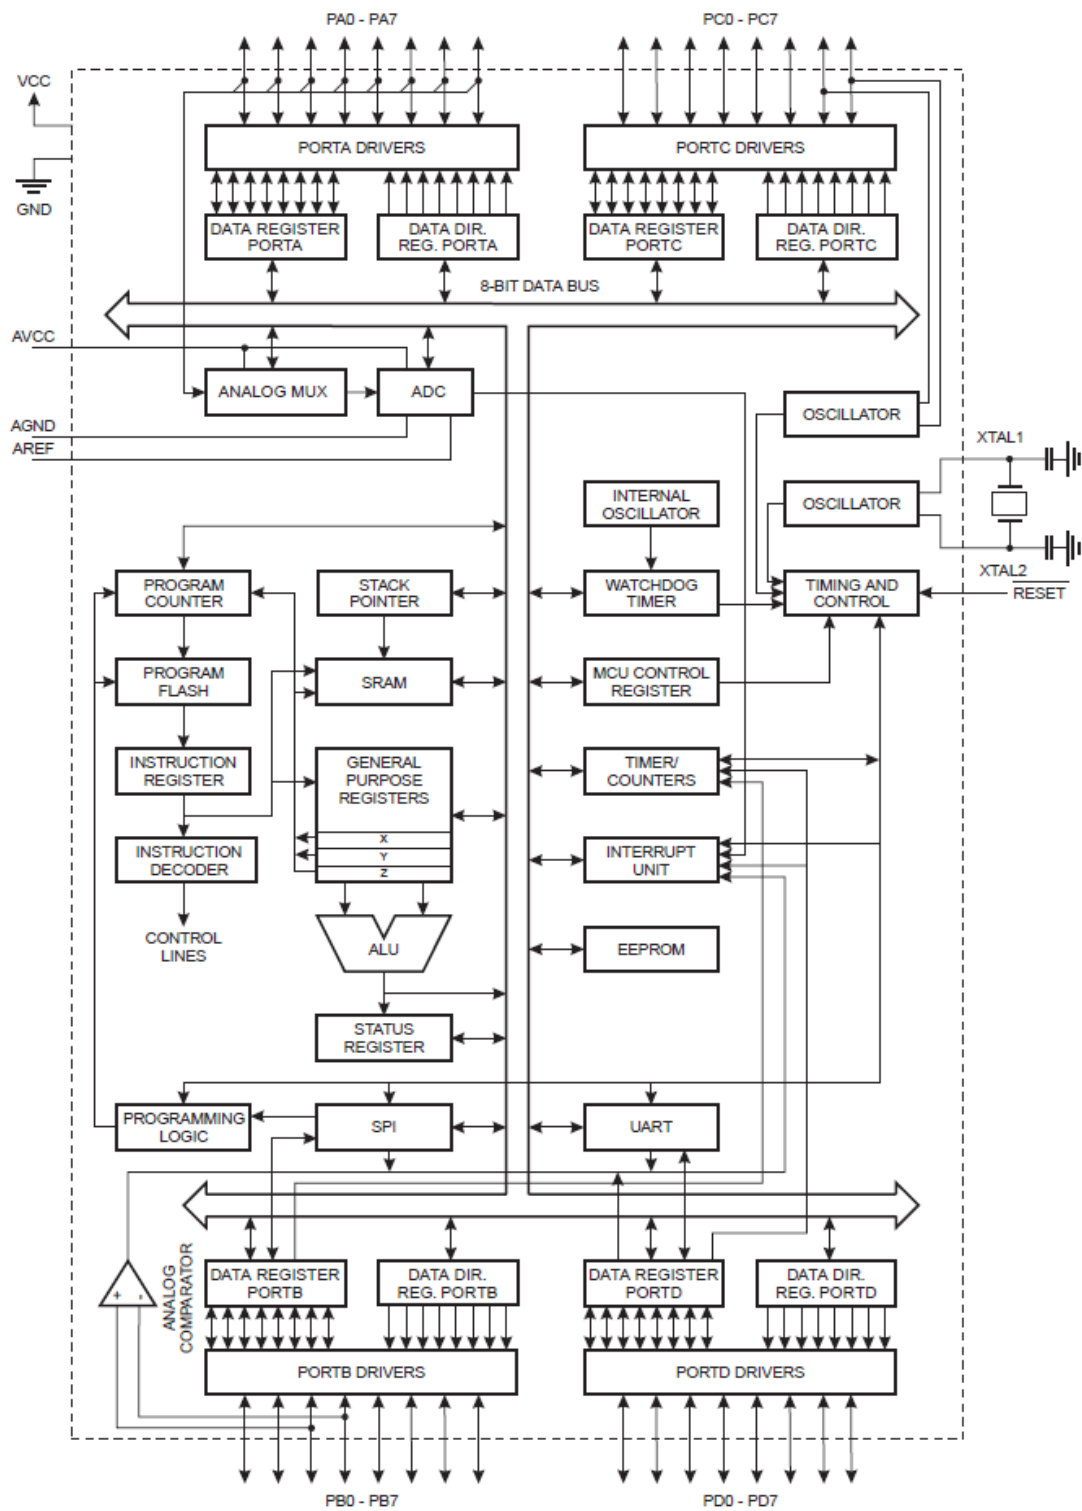 PA0 - PA7
PC0 - PC7
VCC
GND
PORTA DRIVERS
PORTC DRIVERS
DATA REGISTER
PORTA
DATA DIR.
REG. PORTA
DATA REGISTER
PORTC
DATA DIR.
REG. PORTC
8-BIT DATA BUS
AVCC
ANALOG MUX
ADC
AGND
AREF
OSCILLATOR
XTAL1
INTERNAL
OSCILLATOR
OSCILLATOR
XTAL2
PROGRAM
COUNTER
STACK
POINTER
WATCHDOG
TIMER
TIMING AND
CONTROL
RESET
PROGRAM
FLASH
SRAM
MCU CONTROL
REGISTER
INSTRUCTION
REGISTER
GENERAL
PURPOSE
REGISTERS
X
Y
Z
TIMER/
COUNTERS
INSTRUCTION
DECODER
INTERRUPT
UNIT
CONTROL
LINES
ALU
EEPROM
STATUS
REGISTER
PROGRAMMING
LOGIC
SPI
UART
+
-
ANALOG
COMPARATOR
DATA REGISTER
PORTB
DATA DIR.
REG. PORTB
DATA REGISTER
PORTD
DATA DIR.
REG. PORTD
PORTB DRIVERS
PORTD DRIVERS
PB0 - PB7
PD0 - PD7